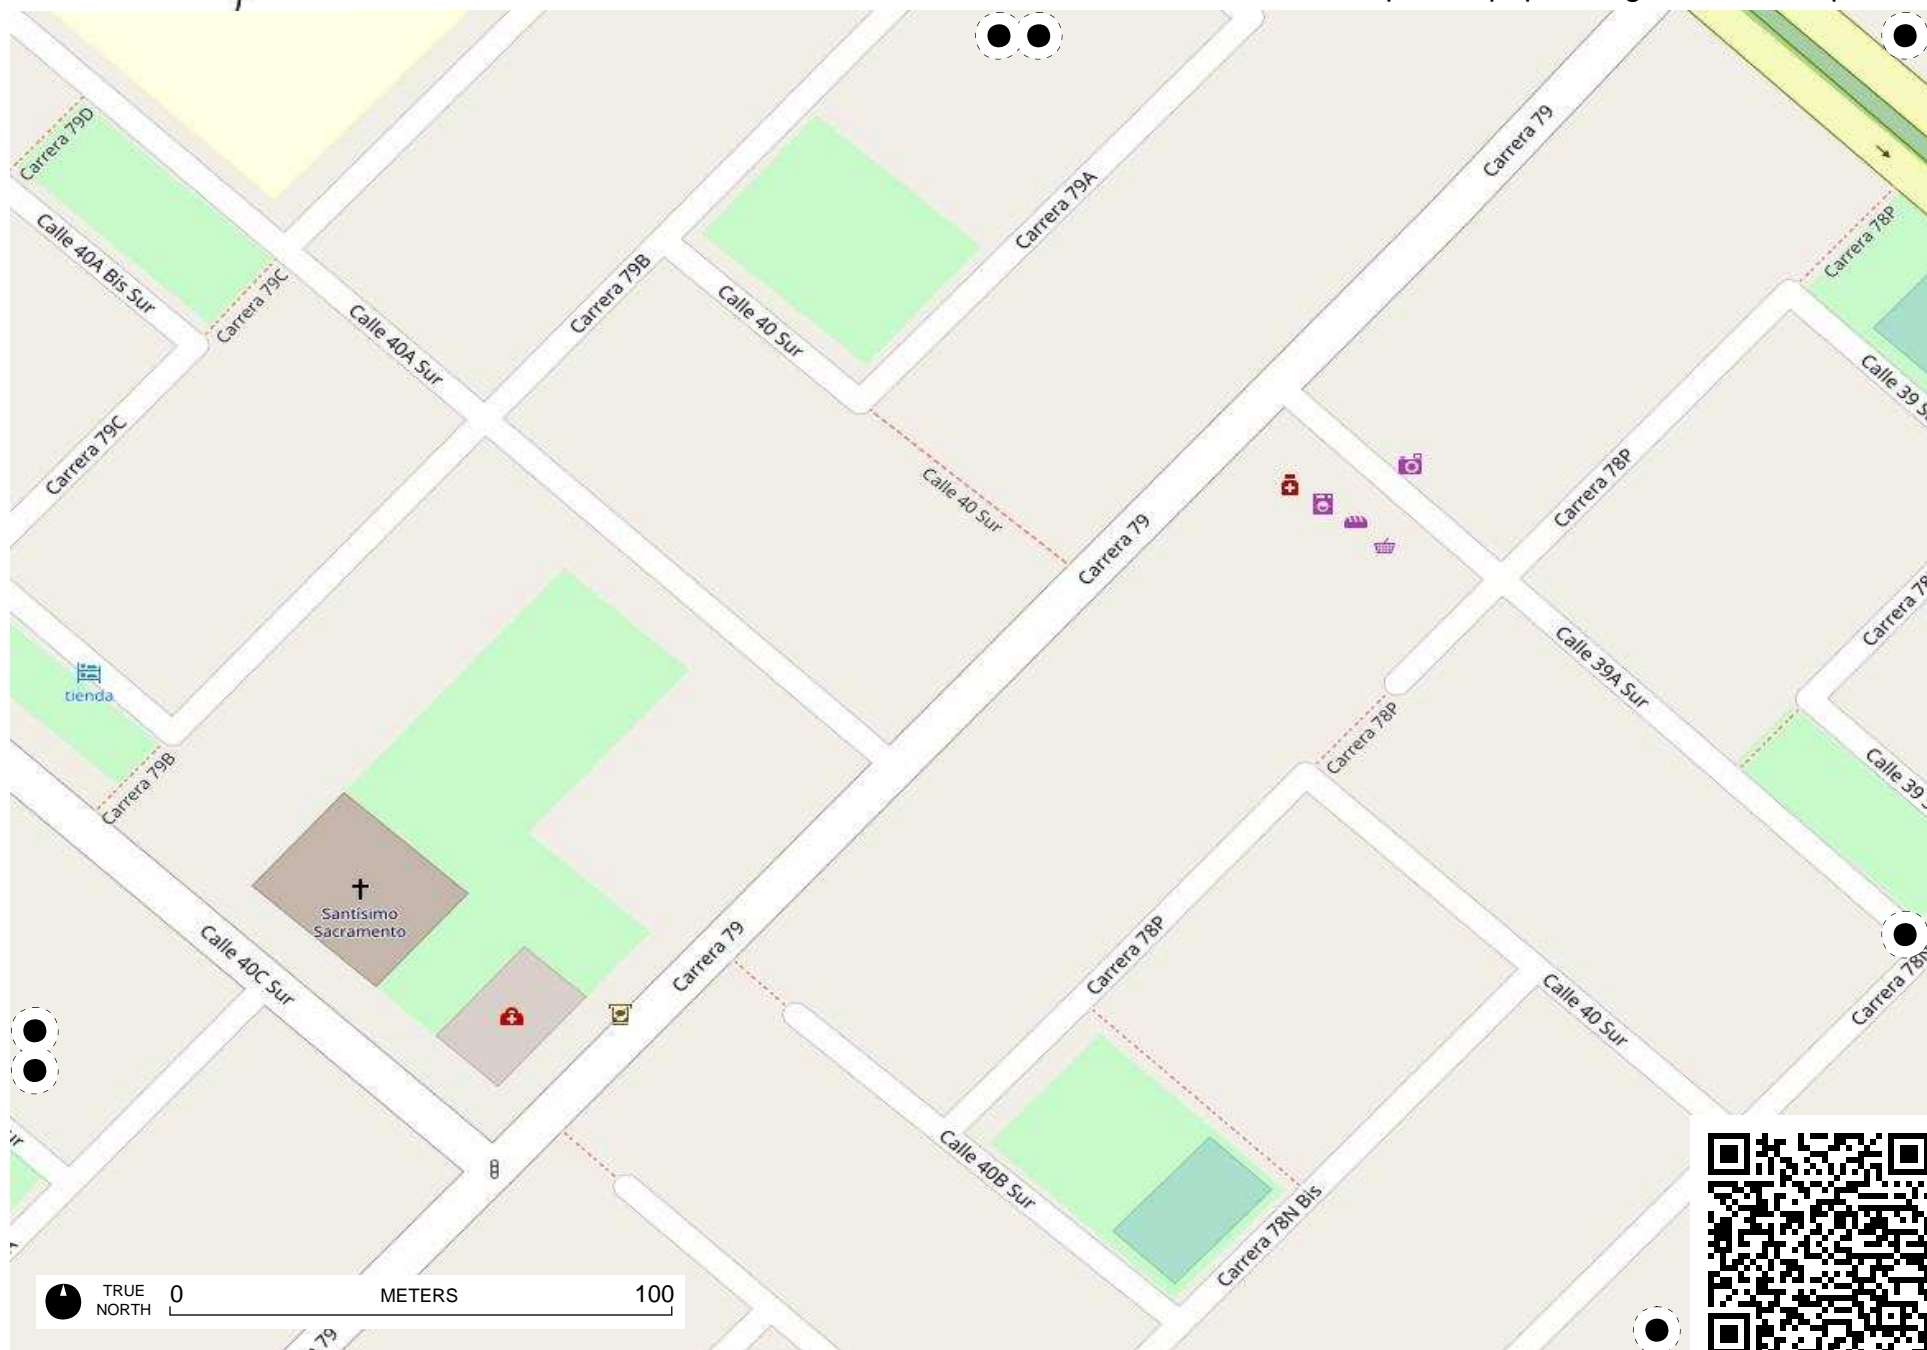 Carrera 79D
Calle 40A Bis Sur
Carrera 79C
Calle 40A Sur
Carrera 79B
Calle 40 Sur
Carrera 79A
Carrera 79
Carrera 78P
Calle 39
Carrera 79C
Calle 40 Sur
Carrera 79
Carrera 78P
Calle 39A Sur
tienda
Carrera 79B
Carrera 78P
Calle 39
Santísimo
Sacramento
Calle 40C Sur
Carrera 79
Carrera 78P
Calle 40 Sur
Calle 40B Sur
Carrera 78N Bis
TRUE
NORTH
0 METERS 100
79